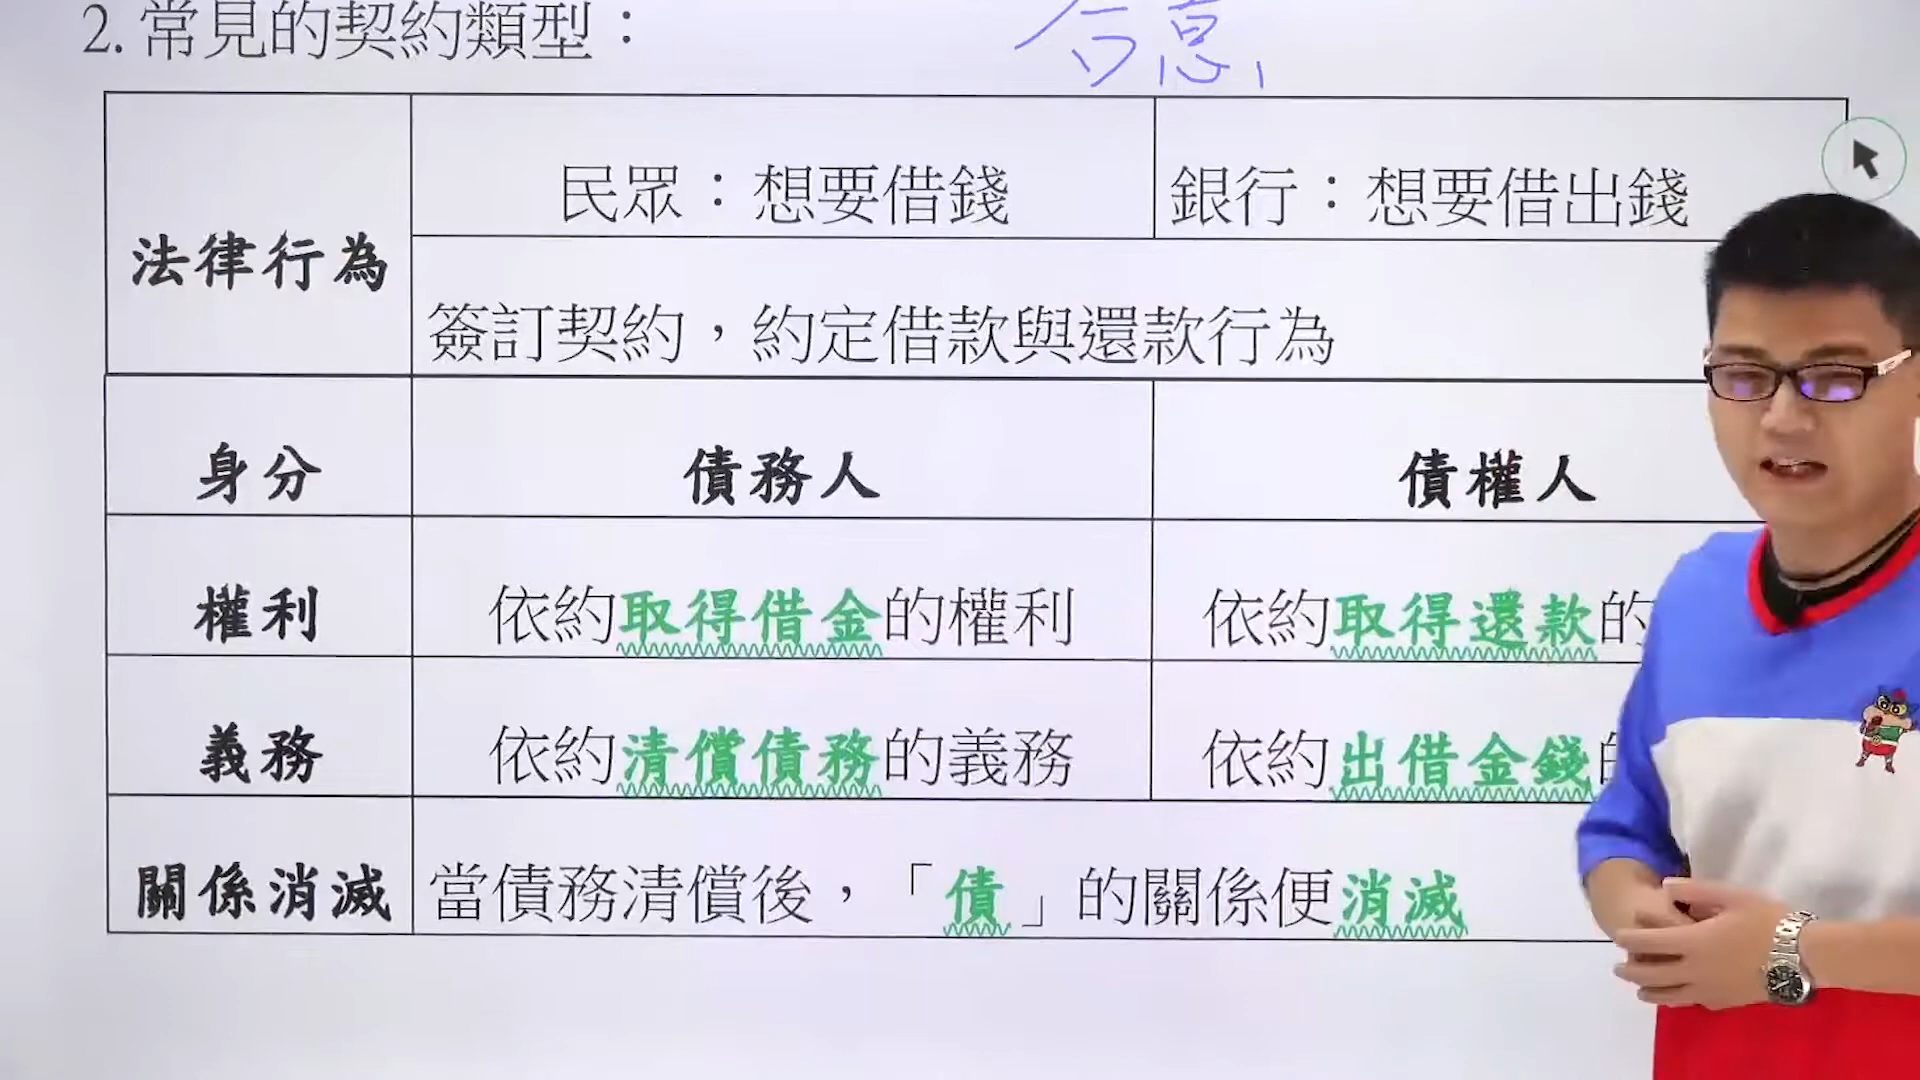 2. 常見的契約類型：
合意
法律行為
民眾：想要借錢
銀行：想要借出錢
簽訂契約，約定借款與還款行為
身分
債務人
債權人
權利
依約取得借金的權利
依約取得還款的
義務
依約清償債務的義務
依約出借金錢
關係消滅
當債務清償後，「債」的關係便消滅